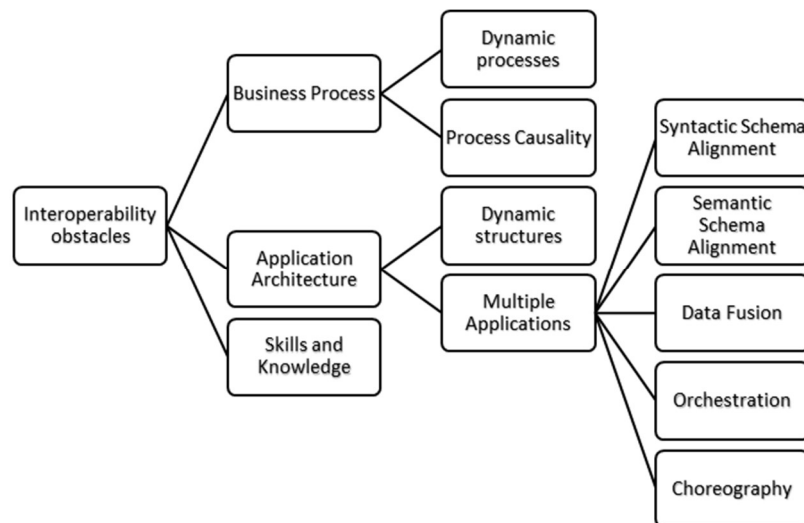 Interoperability
obstacles
Business Process
Application
Architecture
Skills and
Knowledge
Dynamic
processes
Process Causality
Dynamic
structures
Multiple
Applications
Syntactic Schema
Alignment
Semantic
Schema
Alignment
Data Fusion
Orchestration
Choreography